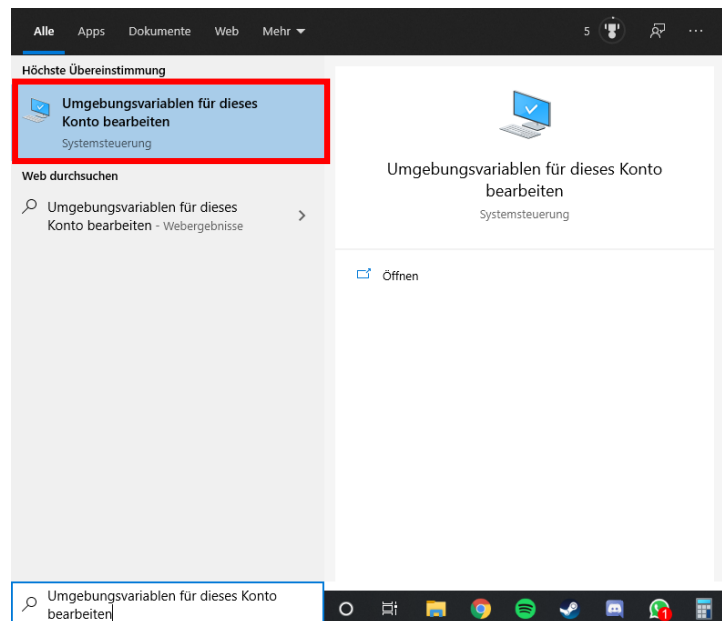 Alle Apps Dokumente Web Mehr
5
Höchste Übereinstimmung
Umgebungsvariablen für dieses
Konto bearbeiten
Systemsteuerung
Web durchsuchen
Umgebungsvariablen für dieses
Konto bearbeiten - Webergebnisse
Umgebungsvariablen für dieses Konto
bearbeiten
Systemsteuerung
Öffnen
Umgebungsvariablen für dieses Konto
bearbeiten
1